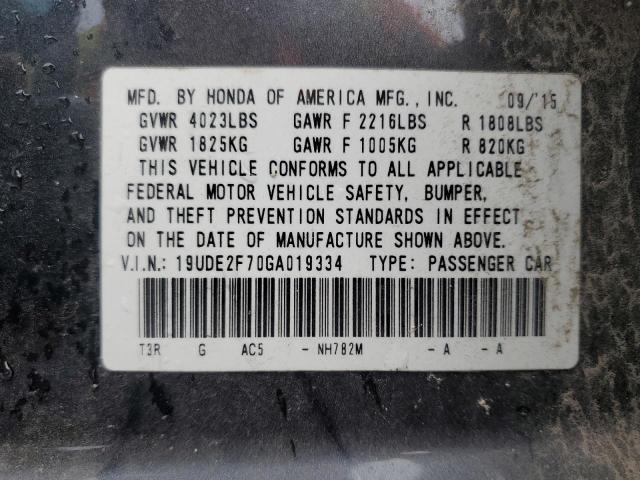 MFD. BY HONDA OF AMERICA MFG., INC. 09/'15
GVWR 4023LBS GAWR F 2216LBS R 1808LBS
GVWR 1825KG GAWR F 1005KG R 820KG
THIS VEHICLE CONFORMS TO ALL APPLICABLE
FEDERAL MOTOR VEHICLE SAFETY, BUMPER,
AND THEFT PREVENTION STANDARDS IN EFFECT
ON THE DATE OF MANUFACTURE SHOWN ABOVE.
V.I.N.: 19UDE2F70GA019334 TYPE: PASSENGER CAR
T3R G AC5 - NH782M - A - A